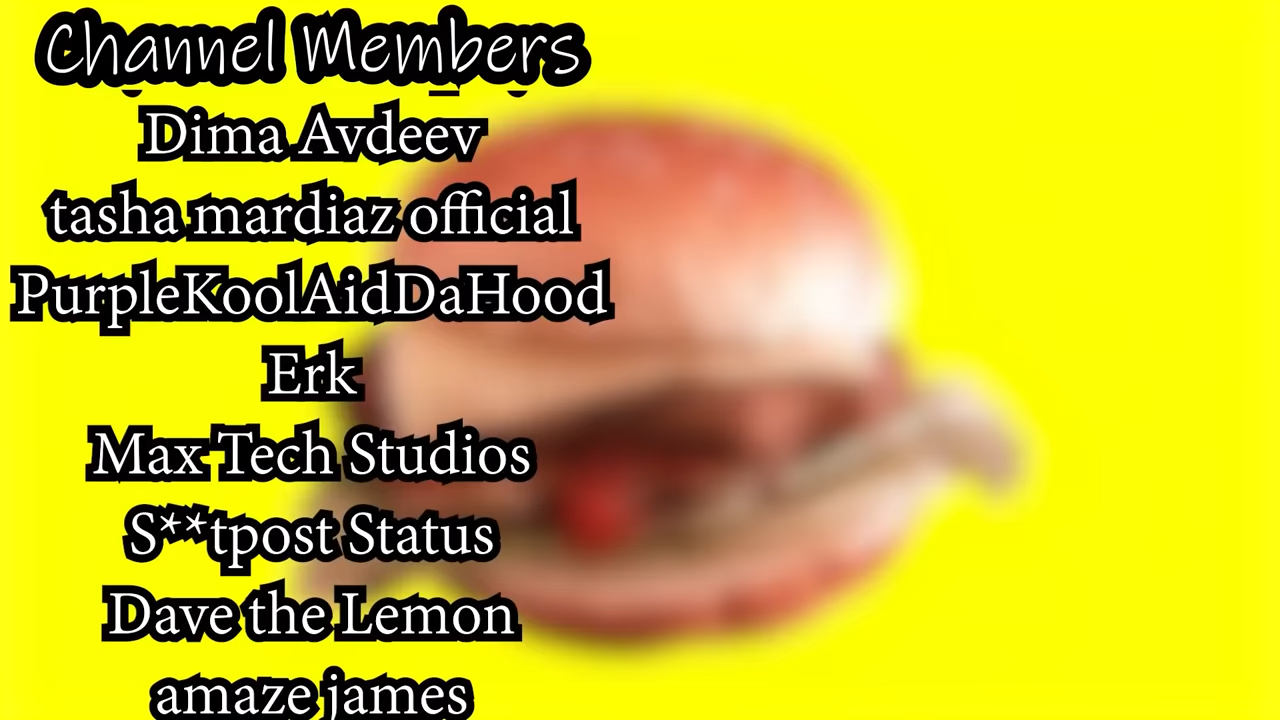 Channel Members
Dima Avdeev
tasha mardiaz official
PurpleKoolAidDaHood
Erk
Max Tech Studios
S**tpost Status
Dave the Lemon
amaze james